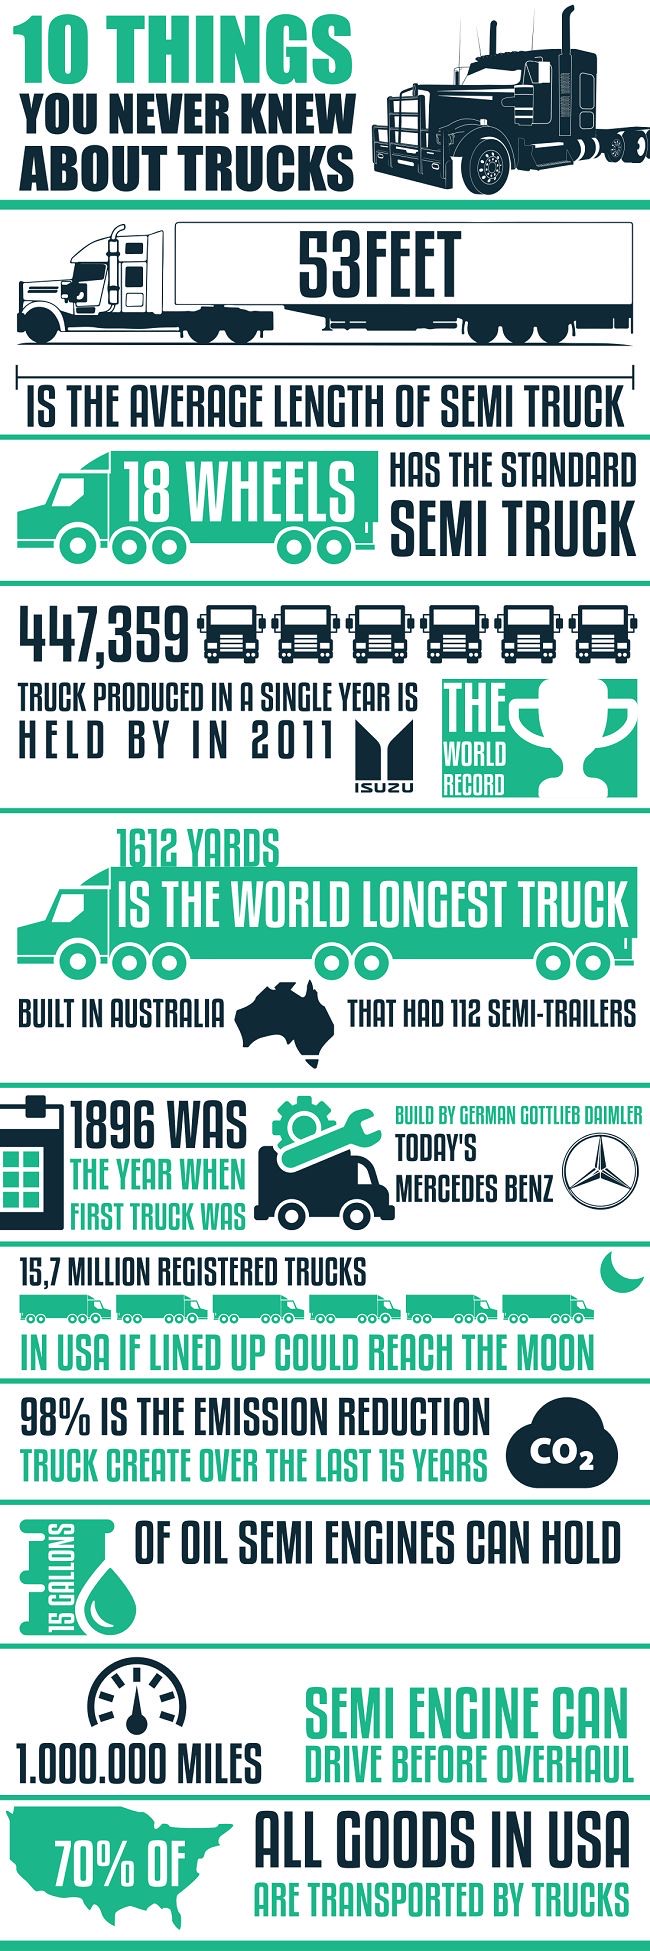 10 THINGS
YOU NEVER KNEW
ABOUT TRUCKS
53FEET
IS THE AVERAGE LENGTH OF SEMI TRUCK
18 WHEELS
HAS THE STANDARD
SEMI TRUCK
447,359
TRUCK PRODUCED IN A SINGLE YEAR IS
HELD BY IN 2011
ISUZU
THE
WORLD
RECORD
1612 YARDS
IS THE WORLD LONGEST TRUCK
BUILT IN AUSTRALIA
THAT HAD 112 SEMI-TRAILERS
1896 WAS
THE YEAR WHEN
FIRST TRUCK WAS
BUILD BY GERMAN GOTTLIEB DAIMLER
TODAY'S
MERCEDES BENZ
15,7 MILLION REGISTERED TRUCKS
IN USA IF LINED UP COULD REACH THE MOON
98% IS THE EMISSION REDUCTION
TRUCK CREATE OVER THE LAST 15 YEARS
CO2
15 GALLONS
OF OIL SEMI ENGINES CAN HOLD
1.000.000 MILES
SEMI ENGINE CAN
DRIVE BEFORE OVERHAUL
70% OF
ALL GOODS IN USA
ARE TRANSPORTED BY TRUCKS